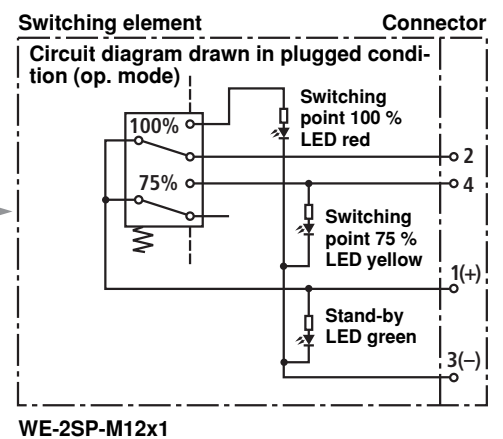 Switching element
Connector
Circuit diagram drawn in plugged condi-
tion (op. mode)
Switching
point 100 %
LED red
100%
2
75%
4
Switching
point 75 %
LED yellow
1(+)
Stand-by
LED green
3(–)
WE-2SP-M12x1